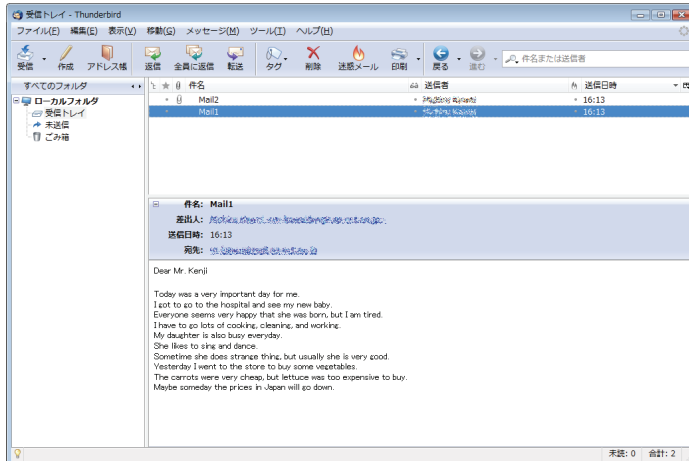 受信トレイ - Thunderbird
ファイル(F) 編集(E) 表示(V) 移動(G) メッセージ(M) ツール(T) ヘルプ(H)
受信 作成 アドレス帳 返信 全員に返信 転送 タグ 削除 迷惑メール 印刷 戻る 進む 件名または送信者
すべてのフォルダ
件名 送信者 送信日時
ローカルフォルダ
受信トレイ
未送信
ごみ箱
Mail2 16:13
Mail1 16:13
件名: Mail1
差出人:
送信日時: 16:13
宛先:
Dear Mr. Kenji
Today was a very important day for me.
I got to go to the hospital and see my new baby.
Everyone seems very happy that she was born, but I am tired.
I have to go lots of cooking, cleaning, and working.
My daughter is also busy everyday.
She likes to sing and dance.
Sometime she does strange thing, but usually she is very good.
Yesterday I went to the store to buy some vegetables.
The carrots were very cheap, but lettuce was too expensive to buy.
Maybe someday the prices in Japan will go down.
未読: 0 合計: 2